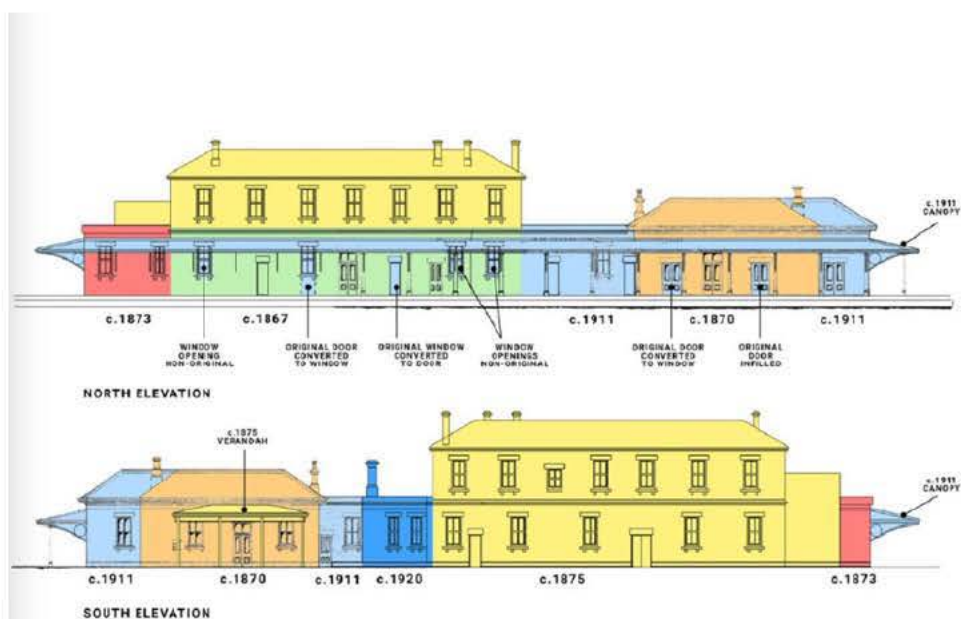 c.1911
CANOPY
c.1873
c.1867
c.1911
c.1870
c.1911
WINDOW
OPENING
NON-ORIGINAL
ORIGINAL DOOR
CONVERTED
TO WINDOW
ORIGINAL WINDOW
CONVERTED
TO DOOR
WINDOW
OPENINGS
NON-ORIGINAL
ORIGINAL DOOR
CONVERTED
TO WINDOW
ORIGINAL
DOOR
INFILLED
NORTH ELEVATION
c.1875
VERANDAH
c.1911
CANOPY
c.1911
c.1870
c.1911
c.1920
c.1875
c.1873
SOUTH ELEVATION